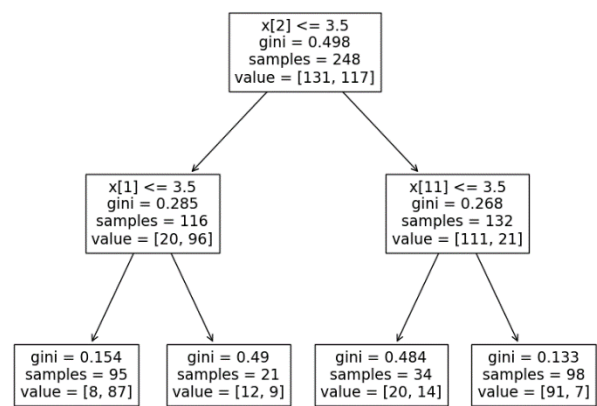 x[2] <= 3.5
gini = 0.498
samples = 248
value = [131, 117]
x[1] <= 3.5
gini = 0.285
samples = 116
value = [20, 96]
x[11] <= 3.5
gini = 0.268
samples = 132
value = [111, 21]
gini = 0.154
samples = 95
value = [8, 87]
gini = 0.49
samples = 21
value = [12, 9]
gini = 0.484
samples = 34
value = [20, 14]
gini = 0.133
samples = 98
value = [91, 7]